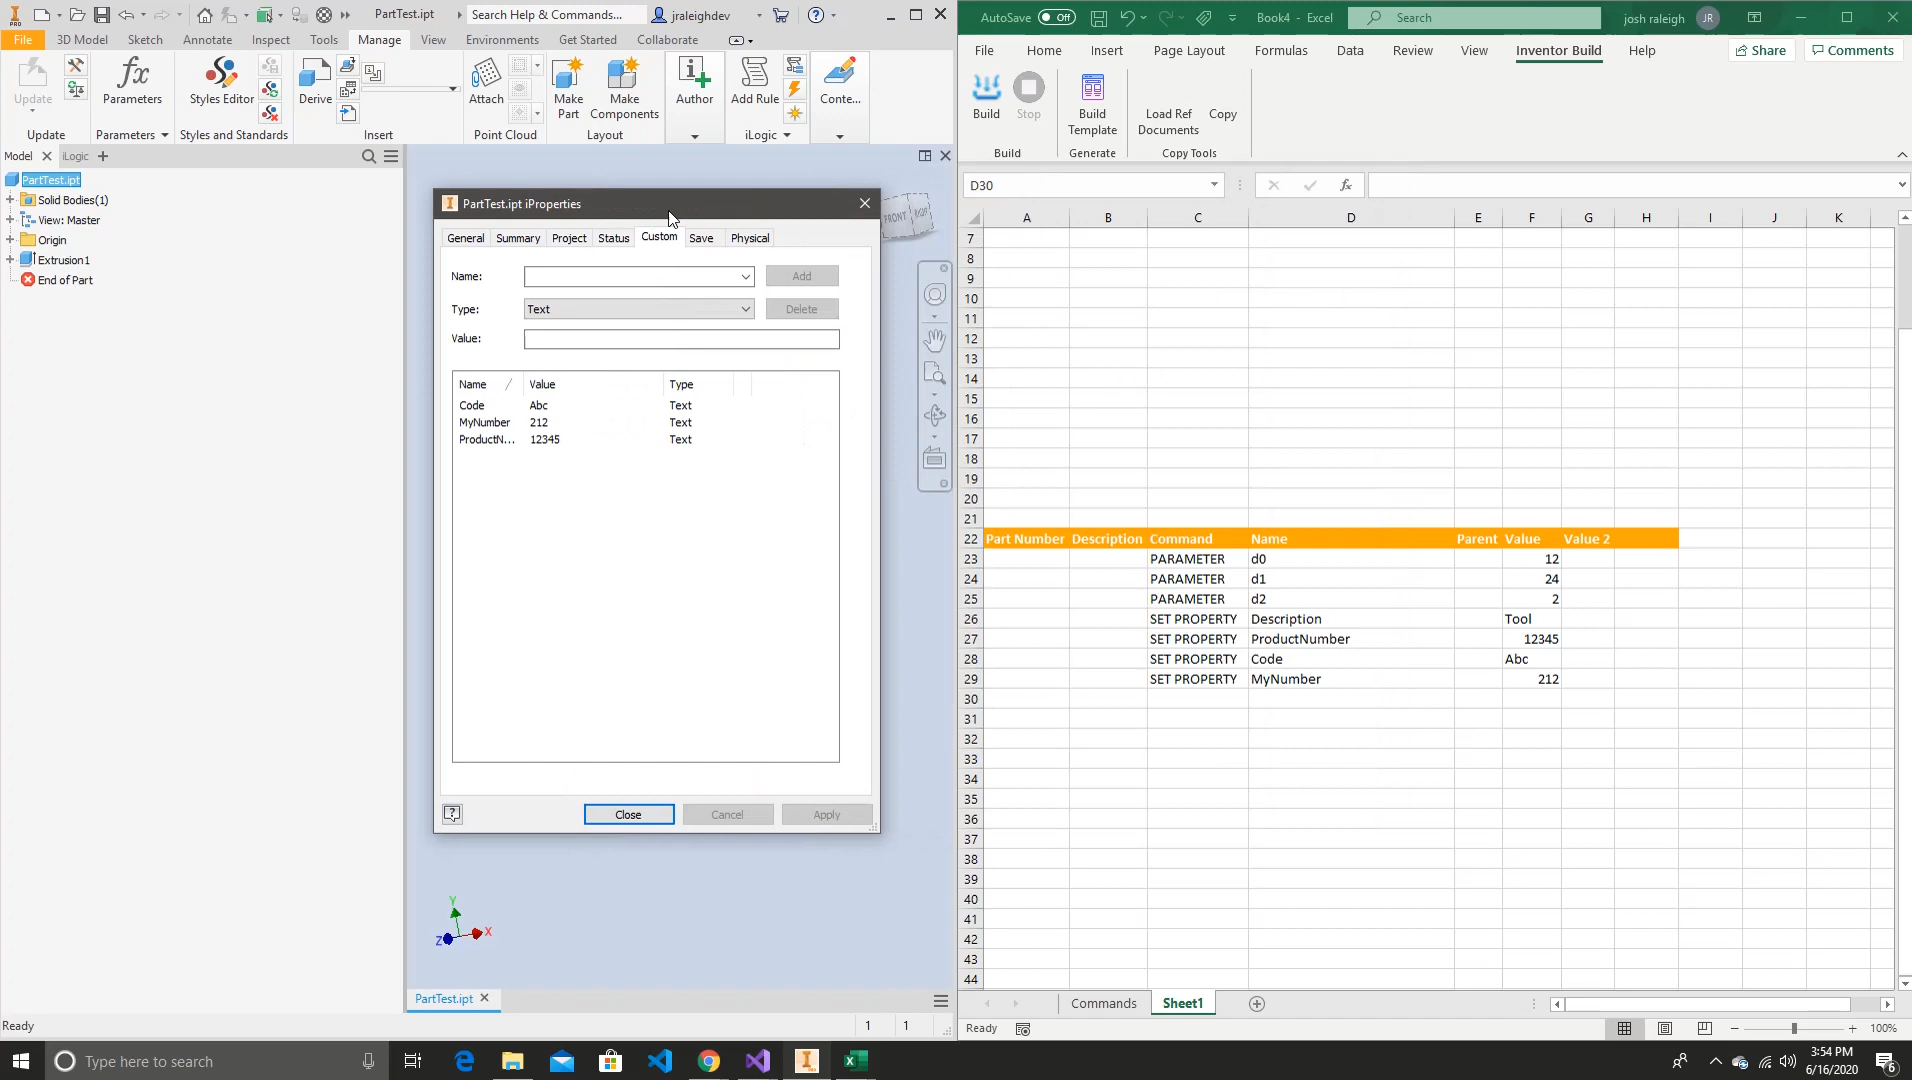 PRO
PartTest.ipt
Search Help & Commands...
jraleighdev
File
3D Model
Sketch
Annotate
Inspect
Tools
Manage
View
Environments
Get Started
Collaborate
Update
Parameters
Styles Editor
Derive
Attach
Make Part
Make Components
Author
Add Rule
Conte...
Update
Parameters
Styles and Standards
Insert
Point Cloud
Layout
iLogic
Model
iLogic
PartTest.ipt
Solid Bodies(1)
View: Master
Origin
Extrusion1
End of Part
FRONT
RIGHT
PartTest.ipt iProperties
General
Summary
Project
Status
Custom
Save
Physical
Name:
Add
Type:
Text
Delete
Value:
Name Value Type
Code Abc Text
MyNumber 212 Text
ProductN... 12345 Text
Close
Cancel
Apply
Y
Z
X
PartTest.ipt
Ready
1
1
AutoSave
Off
Book4 - Excel
Search
josh raleigh
JR
File
Home
Insert
Page Layout
Formulas
Data
Review
View
Inventor Build
Help
Share
Comments
Build
Stop
Build Template
Load Ref Documents
Copy
Build
Generate
Copy Tools
D30
fx
A B C D E F G H I J K
7
8
9
10
11
12
13
14
15
16
17
18
19
20
21
22 Part Number Description Command Name Parent Value Value 2
23 PARAMETER d0 12
24 PARAMETER d1 24
25 PARAMETER d2 2
26 SET PROPERTY Description Tool
27 SET PROPERTY ProductNumber 12345
28 SET PROPERTY Code Abc
29 SET PROPERTY MyNumber 212
30
31
32
33
34
35
36
37
38
39
40
41
42
43
44
Commands
Sheet1
Ready
100%
Type here to search
3:54 PM
6/16/2020
6